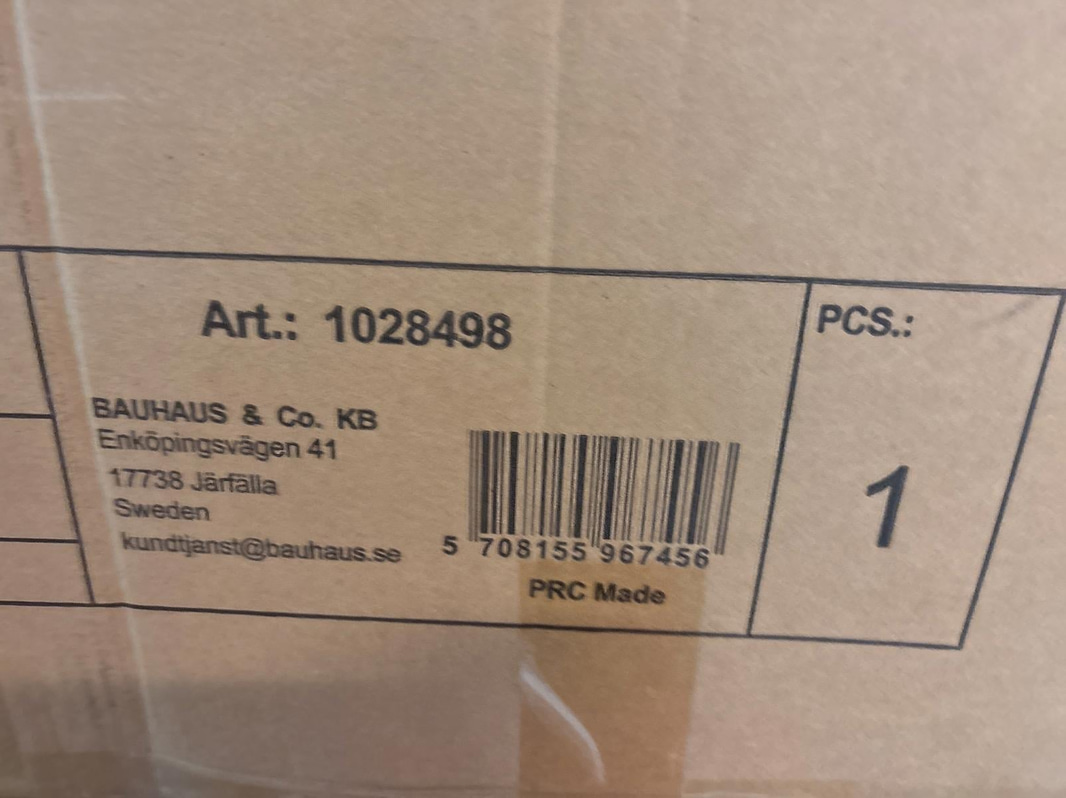 Art.: 1028498
PCS.:
BAUHAUS & Co. KB
Enköpingsvägen 41
17738 Järfälla
Sweden
kundtjanst@bauhaus.se
5 708155 967456
PRC Made
1